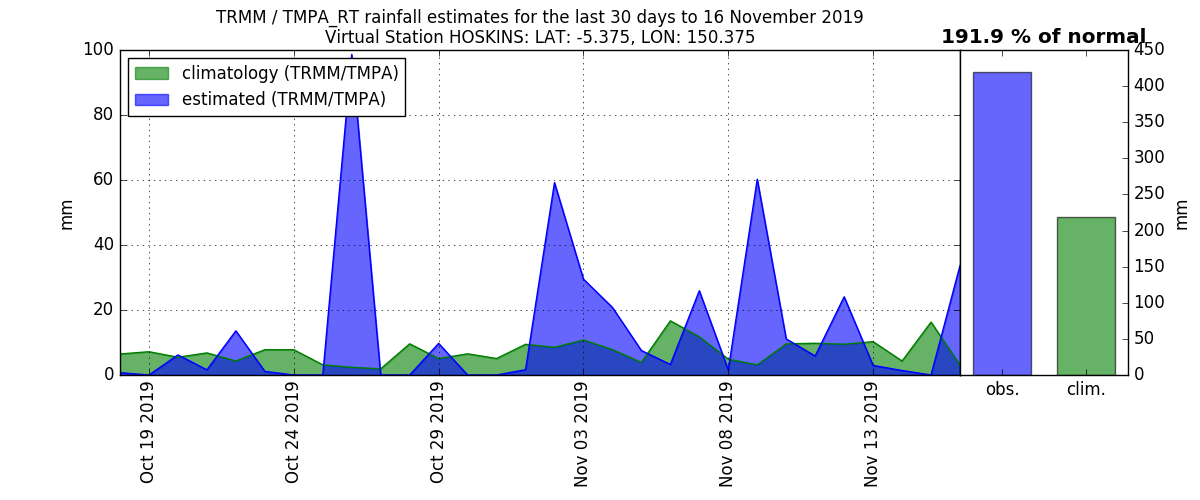 TRMM / TMPA_RT rainfall estimates for the last 30 days to 16 November 2019
Virtual Station HOSKINS: LAT: -5.375, LON: 150.375
191.9 % of normal
climatology (TRMM/TMPA)
estimated (TRMM/TMPA)
mm
100
80
60
40
20
0
Oct 19 2019
Oct 24 2019
Oct 29 2019
Nov 03 2019
Nov 08 2019
Nov 13 2019
obs.
clim.
450
400
350
300
250
200
150
100
50
0
mm